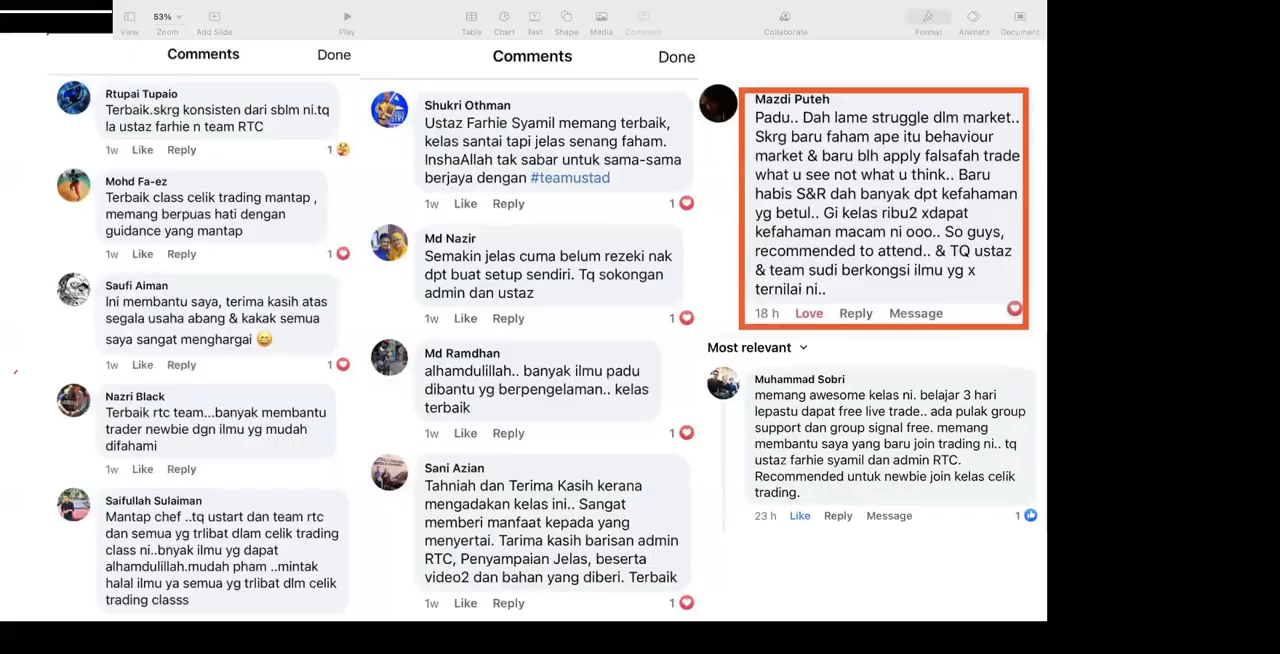 53%
View
Zoom
Add Slide
Play
Table
Chart
Text
Shape
Media
Comment
Collaborate
Format
Animate
Document
Comments
Done
Rtupai Tupaio
Terbaik.skrg konsisten dari sblm ni.tq
la ustaz farhie n team RTC
1w Like Reply 1
Mohd Fa-ez
Terbaik class celik trading mantap ,
memang berpuas hati dengan
guidance yang mantap
1w Like Reply 1
Saufi Aiman
Ini membantu saya, terima kasih atas
segala usaha abang & kakak semua
saya sangat menghargai 😄
1w Like Reply 1
Nazri Black
Terbaik rtc team...banyak membantu
trader newbie dgn ilmu yg mudah
difahami
1w Like Reply
Saifullah Sulaiman
Mantap chef ..tq ustart dan team rtc
dan semua yg trlibat dlam celik trading
class ni..bnyak ilmu yg dapat
alhamdulillah.mudah pham ..mintak
halal ilmu ya semua yg trlibat dlm celik
trading classs
Comments
Done
Shukri Othman
Ustaz Farhie Syamil memang terbaik,
kelas santai tapi jelas senang faham.
InshaAllah tak sabar untuk sama-sama
berjaya dengan #teamustad
1w Like Reply 1
Md Nazir
Semakin jelas cuma belum rezeki nak
dpt buat setup sendiri. Tq sokongan
admin dan ustaz
1w Like Reply 1
Md Ramdhan
alhamdulillah.. banyak ilmu padu
dibantu yg berpengelaman.. kelas
terbaik
1w Like Reply 1
Sani Azian
Tahniah dan Terima Kasih kerana
mengadakan kelas ini.. Sangat
memberi manfaat kepada yang
menyertai. Tarima kasih barisan admin
RTC, Penyampaian Jelas, beserta
video2 dan bahan yang diberi. Terbaik
1w Like Reply 1
Mazdi Puteh
Padu.. Dah lame struggle dlm market..
Skrg baru faham ape itu behaviour
market & baru blh apply falsafah trade
what u see not what u think.. Baru
habis S&R dah banyak dpt kefahaman
yg betul.. Gi kelas ribu2 xdapat
kefahaman macam ni ooo.. So guys,
recommended to attend.. & TQ ustaz
& team sudi berkongsi ilmu yg x
ternilai ni..
18 h Love Reply Message
Most relevant
Muhammad Sobri
memang awesome kelas ni. belajar 3 hari
lepastu dapat free live trade.. ada pulak group
support dan group signal free. memang
membantu saya yang baru join trading ni.. tq
ustaz farhie syamil dan admin RTC.
Recommended untuk newbie join kelas celik
trading.
23 h Like Reply Message 1